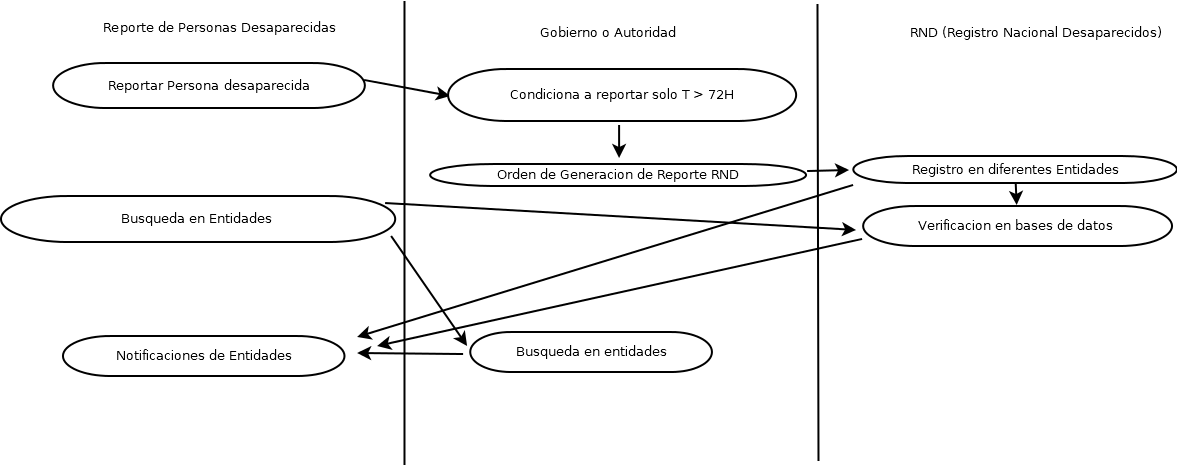 Reporte de Personas Desaparecidas
Gobierno o Autoridad
RND (Registro Nacional Desaparecidos)
Reportar Persona desaparecida
Condiciona a reportar solo T > 72H
Orden de Generacion de Reporte RND
Registro en diferentes Entidades
Busqueda en Entidades
Verificacion en bases de datos
Notificaciones de Entidades
Busqueda en entidades